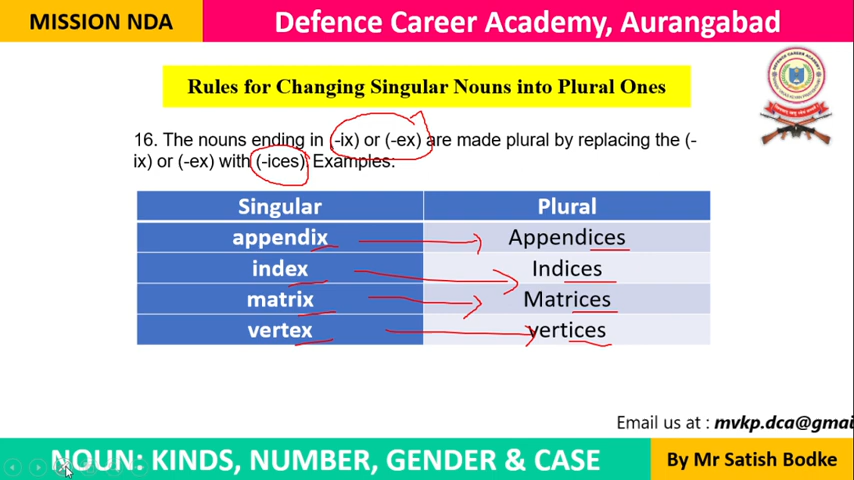 MISSION NDA
Defence Career Academy, Aurangabad
Rules for Changing Singular Nouns into Plural Ones
16. The nouns ending in (-ix) or (-ex) are made plural by replacing the (-
ix) or (-ex) with (-ices). Examples:
Singular Plural
appendix Appendices
index Indices
matrix Matrices
vertex vertices
Email us at : mvkp.dca@gmai
NOUN: KINDS, NUMBER, GENDER & CASE
By Mr Satish Bodke